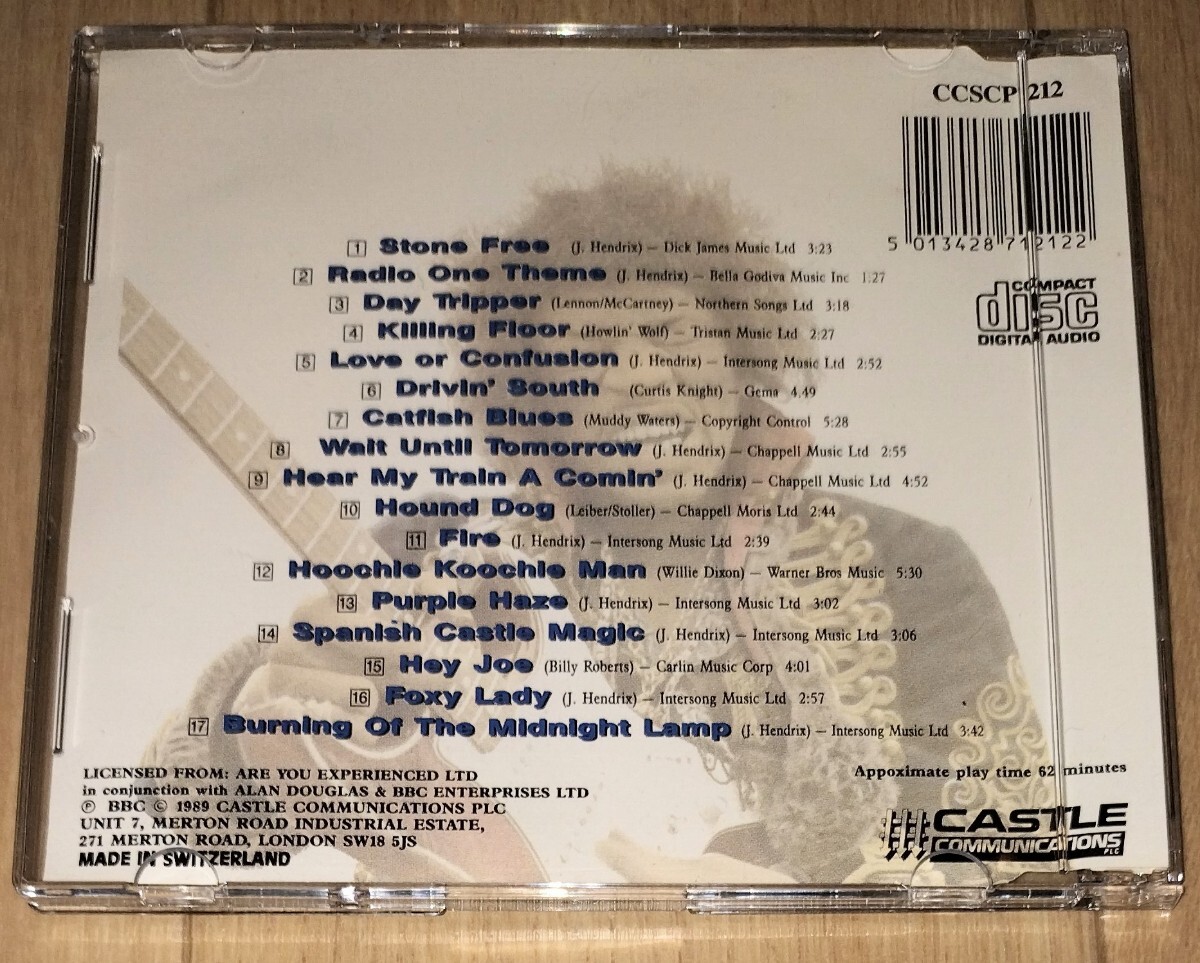 CCSCP 212
5 013428 712122
COMPACT
disc
DIGITAL AUDIO
1 Stone Free (J. Hendrix) – Dick James Music Ltd 3:23
2 Radio One Theme (J. Hendrix) – Bella Godiva Music Inc 1:27
3 Day Tripper (Lennon/McCartney) – Northern Songs Ltd 3:18
4 Killing Floor (Howlin' Wolf) – Tristan Music Ltd 2:27
5 Love or Confusion (J. Hendrix) – Intersong Music Ltd 2:52
6 Drivin' South (Curtis Knight) – Gema 4.49
7 Catfish Blues (Muddy Waters) – Copyright Control 5:28
8 Wait Until Tomorrow (J. Hendrix) – Chappell Music Ltd 2:55
9 Hear My Train A Comin' (J. Hendrix) – Chappell Music Ltd 4:52
10 Hound Dog (Leiber/Stoller) – Chappell Moris Ltd 2:44
11 Fire (J. Hendrix) – Intersong Music Ltd 2:39
12 Hoochie Koochie Man (Willie Dixon) – Warner Bros Music 5:30
13 Purple Haze (J. Hendrix) – Intersong Music Ltd 3:02
14 Spanish Castle Magic (J. Hendrix) – Intersong Music Ltd 3:06
15 Hey Joe (Billy Roberts) – Carlin Music Corp 4:01
16 Foxy Lady (J. Hendrix) – Intersong Music Ltd 2:57
17 Burning Of The Midnight Lamp (J. Hendrix) – Intersong Music Ltd 3:42
LICENSED FROM: ARE YOU EXPERIENCED LTD
in conjunction with ALAN DOUGLAS & BBC ENTERPRISES LTD
℗ BBC © 1989 CASTLE COMMUNICATIONS PLC
UNIT 7, MERTON ROAD INDUSTRIAL ESTATE,
271 MERTON ROAD, LONDON SW18 5JS
MADE IN SWITZERLAND
Appoximate play time 62 minutes
CASTLE
COMMUNICATIONS PLC